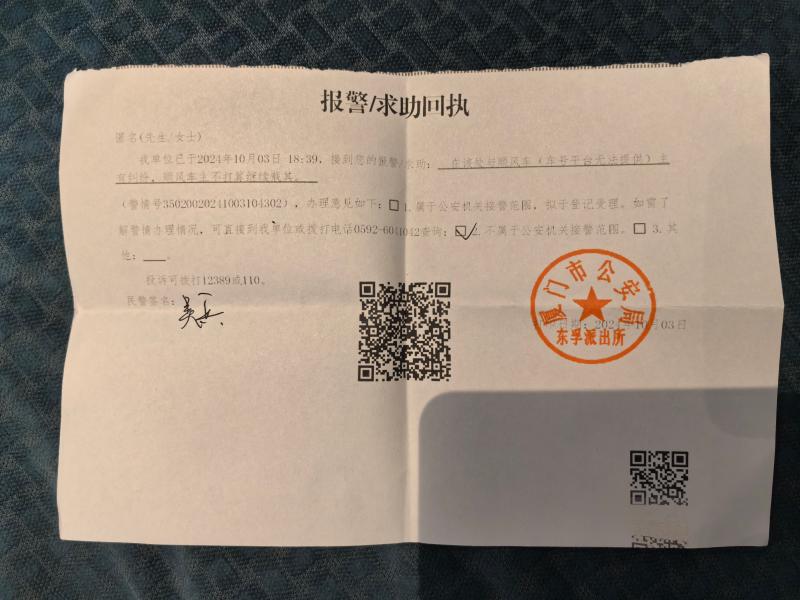 报警/求助回执
匿名(先生/女士)
我单位已于2024年10月03日 18:39，接到您的报警/求助： 在该处与顺风车（车号平台无法提供）主
有纠纷，顺风车主不打算继续载其。
（警情号35020020241003104302），办理意见如下：□ 1.属于公安机关接警范围，拟予登记受理。如需了
解警情办理情况，可直接到我单位或拨打电话0592-6041042查询；☑ 2.不属于公安机关接警范围。□ 3.其
他：
投诉可拨打12389或110。
民警签名：
厦门市公安局
日期：2024年10月03日
东孚派出所